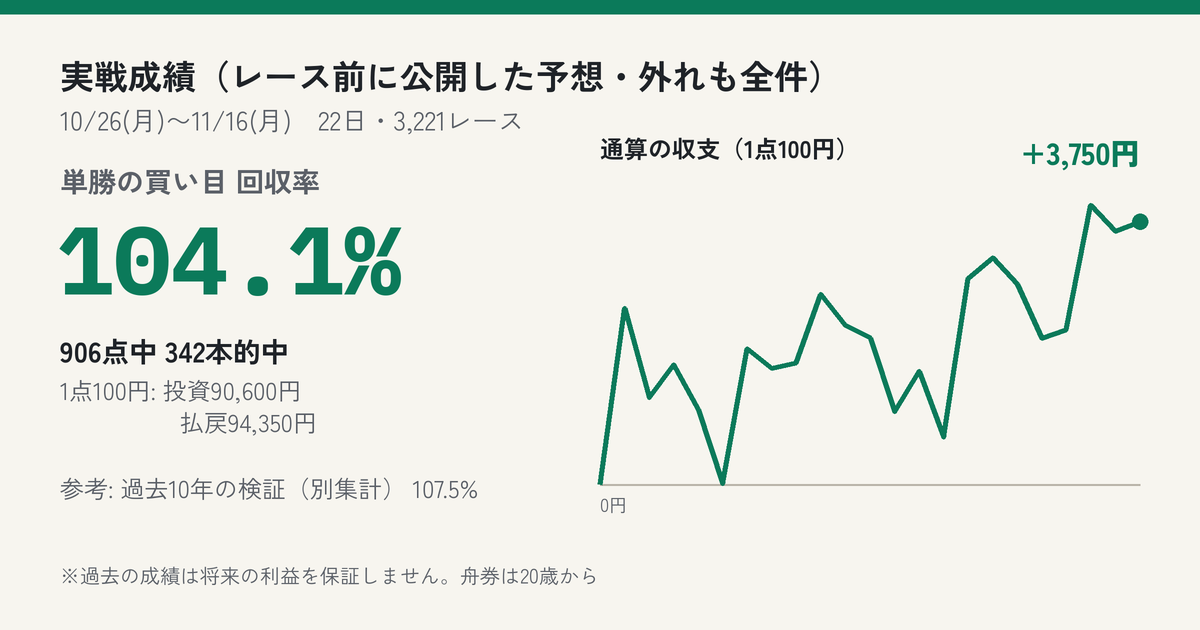 実戦成績（レース前に公開した予想・外れも全件）
10/26(月)〜11/16(月)　22日・3,221レース
単勝の買い目 回収率
104.1%
906点中 342本的中
1点100円: 投資90,600円
払戻94,350円
参考: 過去10年の検証（別集計） 107.5%
通算の収支（1点100円）
+3,750円
0円
※過去の成績は将来の利益を保証しません。舟券は20歳から